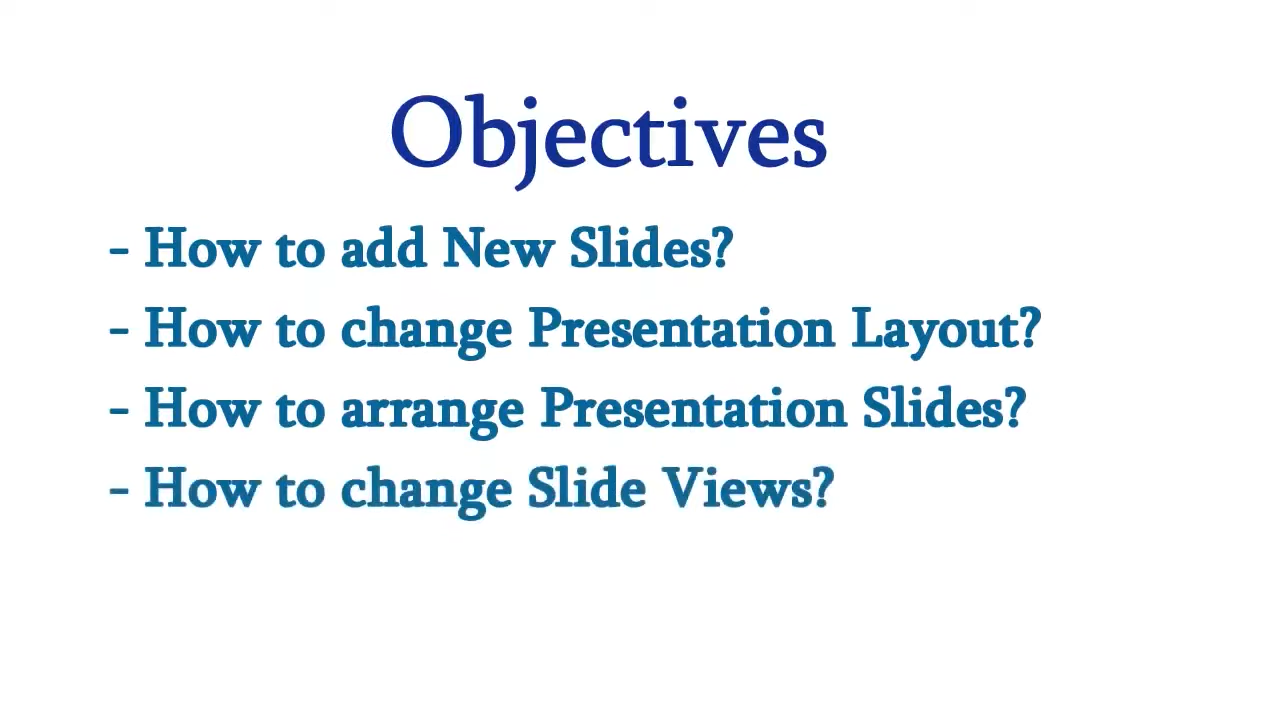 Objectives
- How to add New Slides?
- How to change Presentation Layout?
- How to arrange Presentation Slides?
- How to change Slide Views?